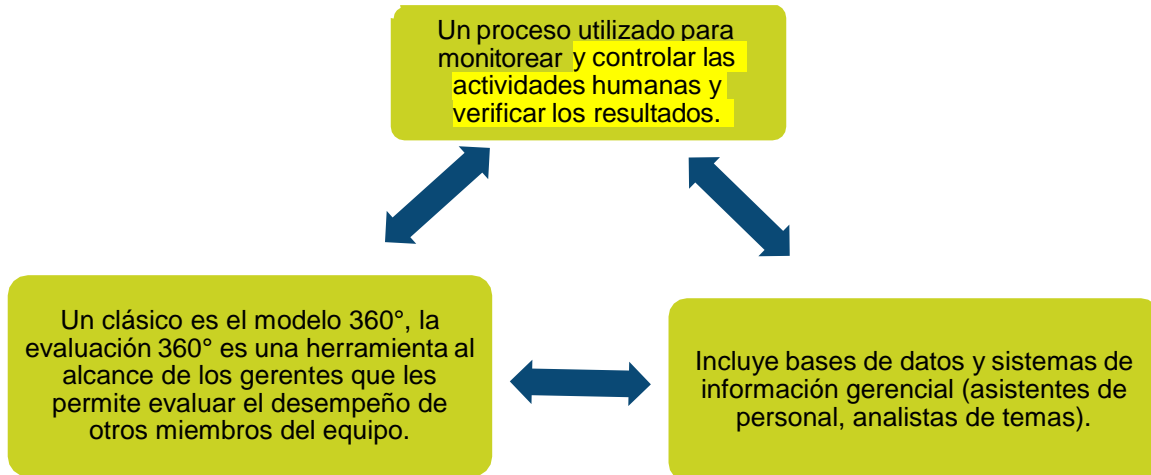 Un proceso utilizado para
monitorear y controlar las
actividades humanas y
verificar los resultados.
Un clásico es el modelo 360°, la
evaluación 360° es una herramienta al
alcance de los gerentes que les
permite evaluar el desempeño de
otros miembros del equipo.
Incluye bases de datos y sistemas de
información gerencial (asistentes de
personal, analistas de temas).